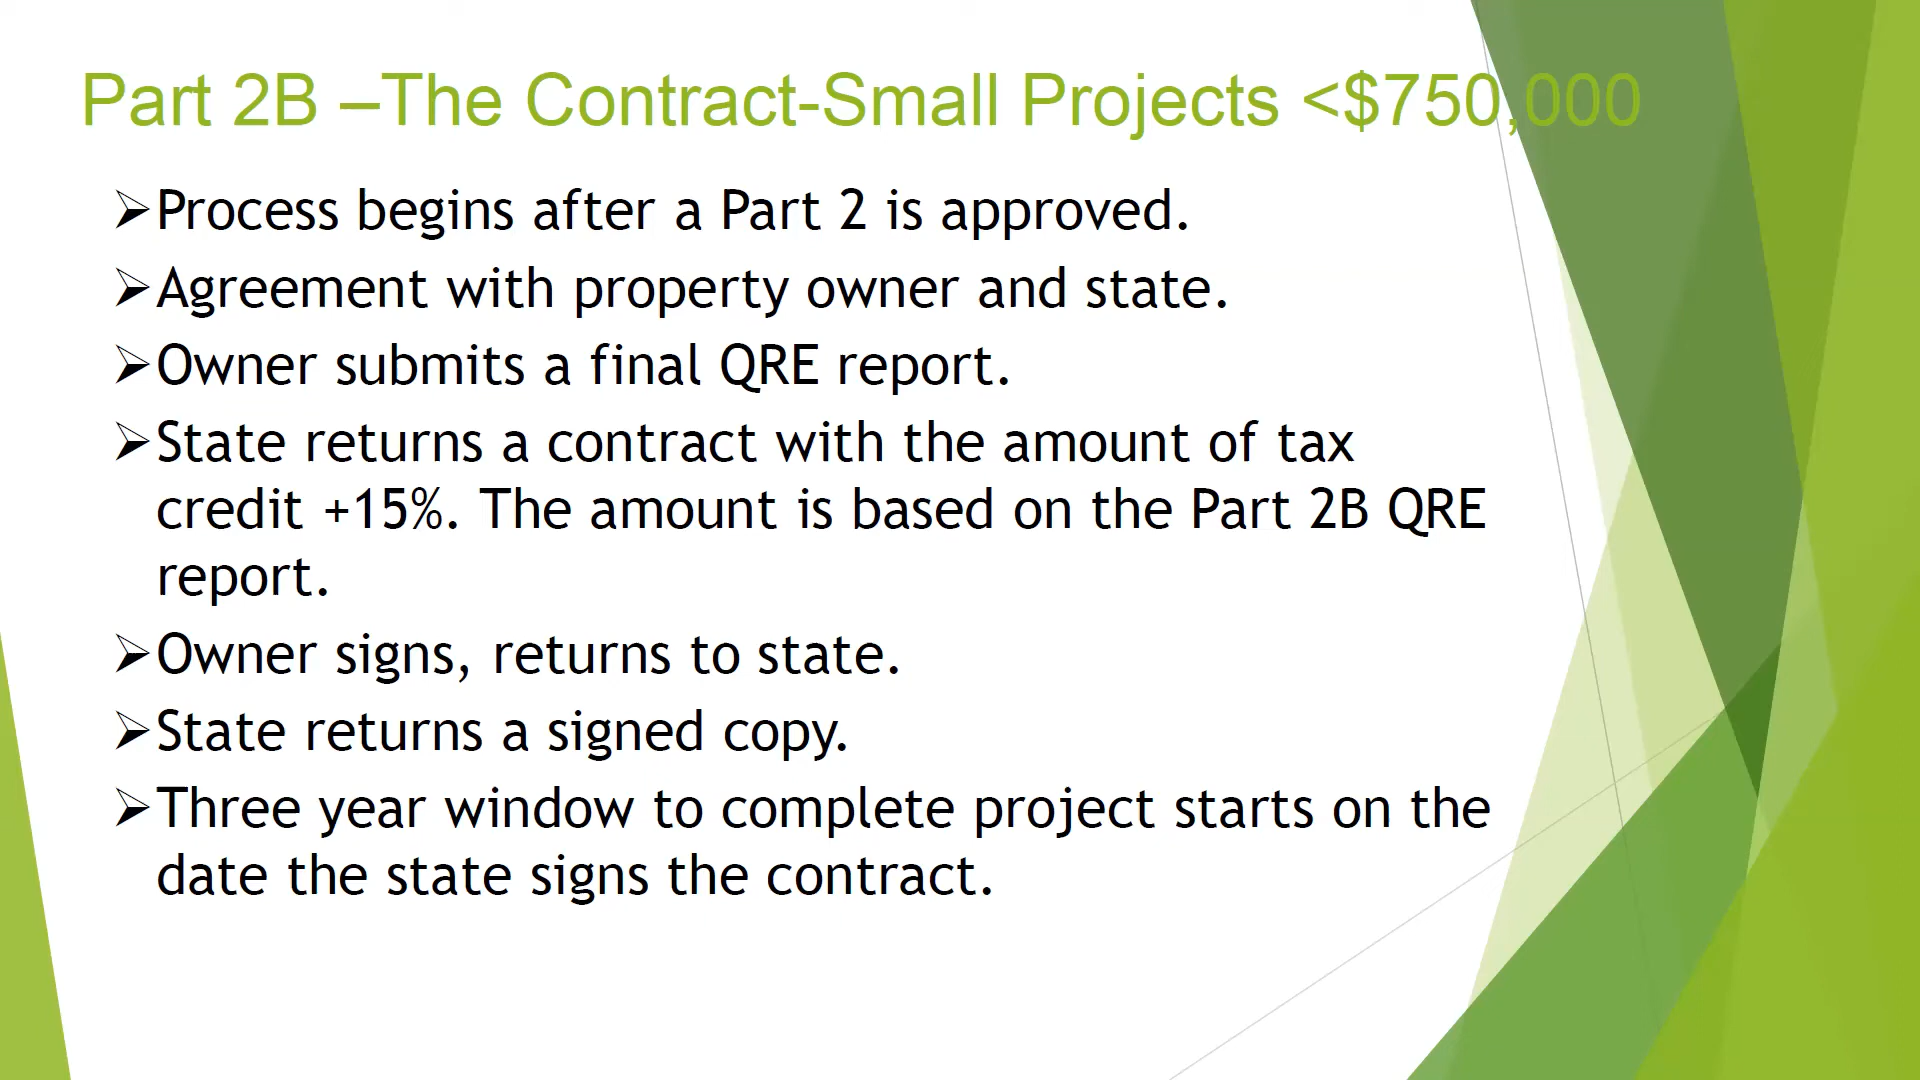 Part 2B –The Contract-Small Projects <$750,000
➢Process begins after a Part 2 is approved.
➢Agreement with property owner and state.
➢Owner submits a final QRE report.
➢State returns a contract with the amount of tax
credit +15%. The amount is based on the Part 2B QRE
report.
➢Owner signs, returns to state.
➢State returns a signed copy.
➢Three year window to complete project starts on the
date the state signs the contract.